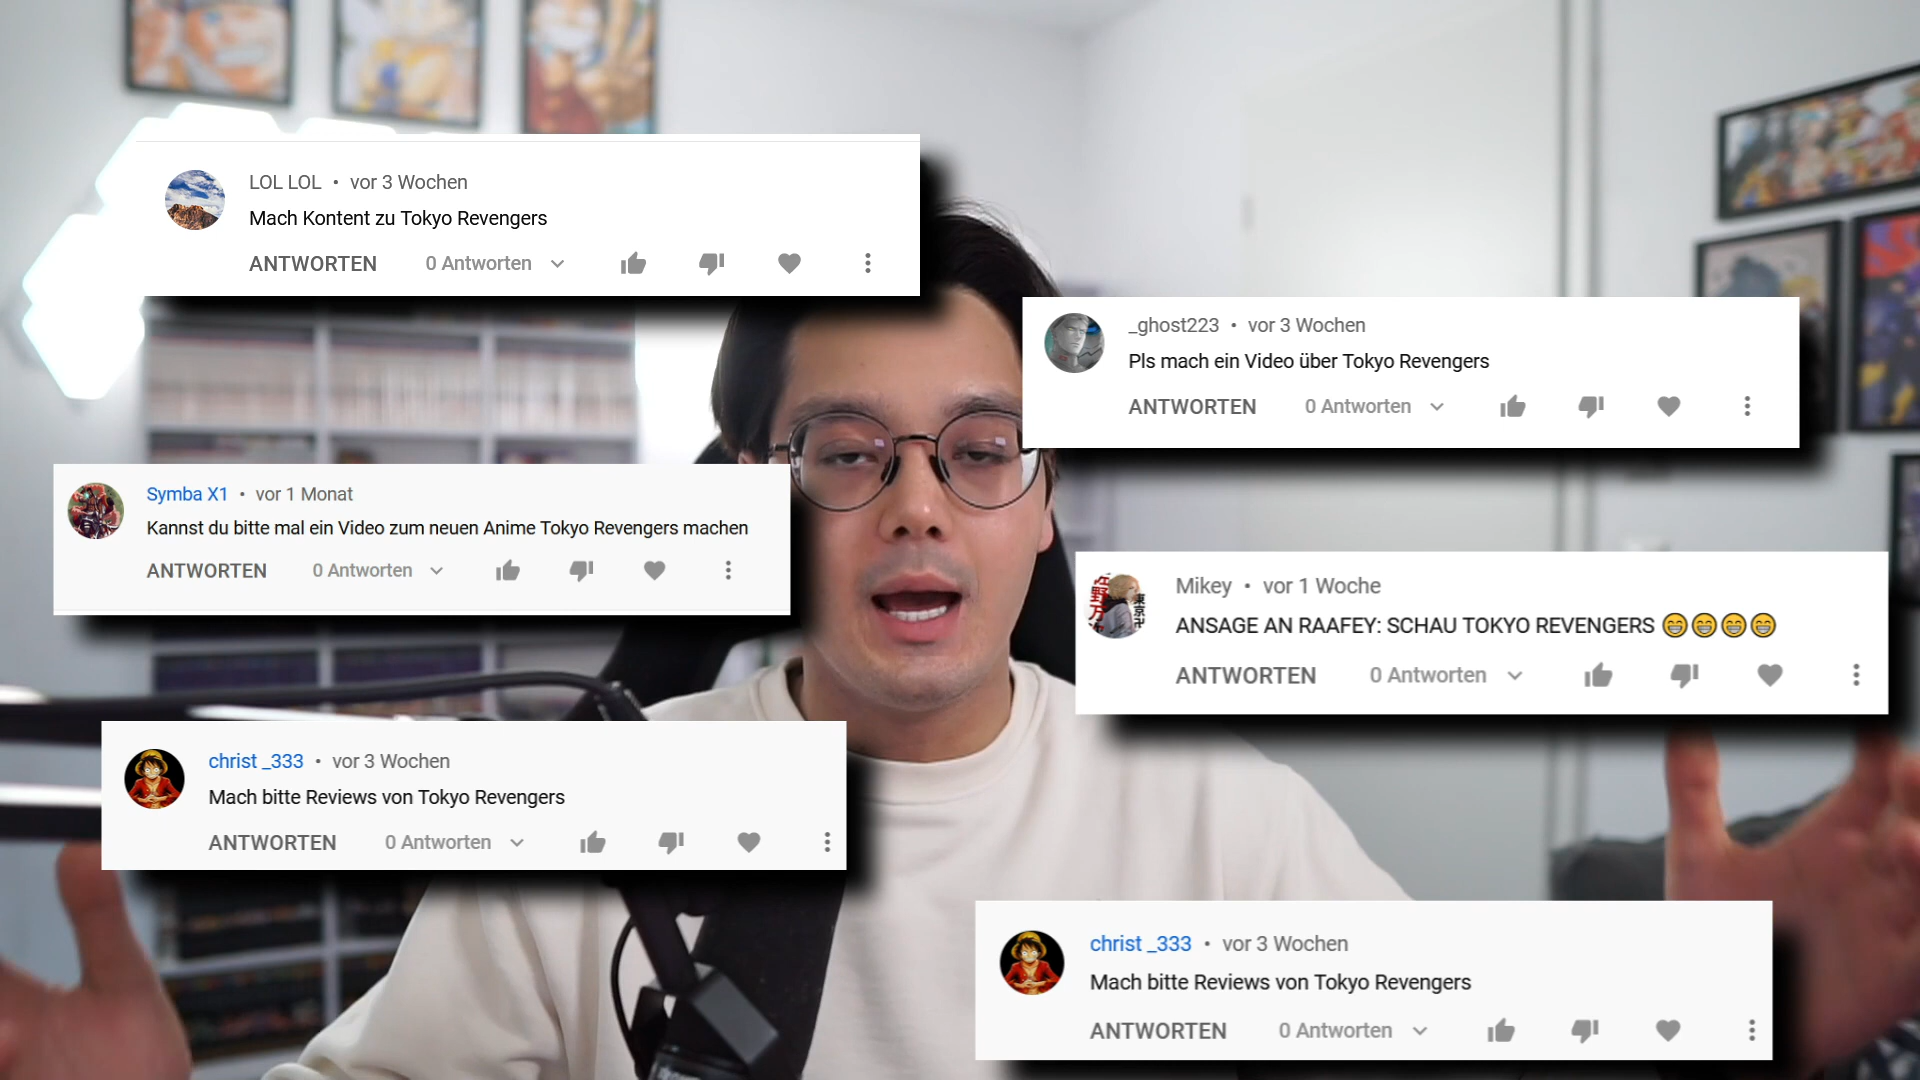 LOL LOL • vor 3 Wochen
Mach Kontent zu Tokyo Revengers
ANTWORTEN 0 Antworten
_ghost223 • vor 3 Wochen
Pls mach ein Video über Tokyo Revengers
ANTWORTEN 0 Antworten
Symba X1 • vor 1 Monat
Kannst du bitte mal ein Video zum neuen Anime Tokyo Revengers machen
ANTWORTEN 0 Antworten
Mikey • vor 1 Woche
ANSAGE AN RAAFEY: SCHAU TOKYO REVENGERS 😁😁😁😁
ANTWORTEN 0 Antworten
christ _333 • vor 3 Wochen
Mach bitte Reviews von Tokyo Revengers
ANTWORTEN 0 Antworten
christ _333 • vor 3 Wochen
Mach bitte Reviews von Tokyo Revengers
ANTWORTEN 0 Antworten